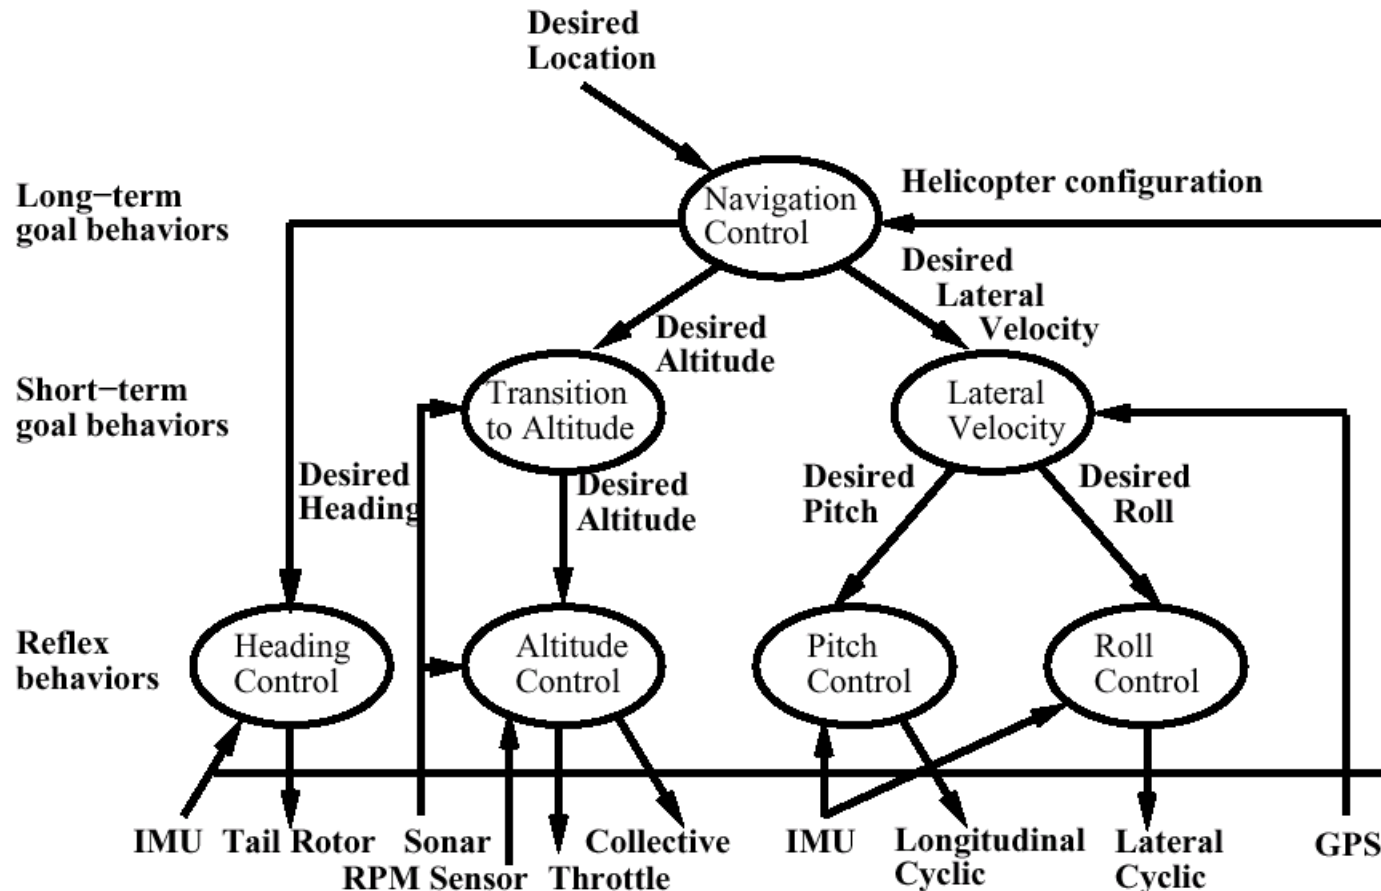 Desired
Location
Long−term
goal behaviors
Navigation
Control
Helicopter configuration
Desired
Lateral
Velocity
Desired
Altitude
Short−term
goal behaviors
Transition
to Altitude
Lateral
Velocity
Desired
Heading
Desired
Altitude
Desired
Pitch
Desired
Roll
Reflex
behaviors
Heading
Control
Altitude
Control
Pitch
Control
Roll
Control
IMU
Tail Rotor
Sonar
RPM Sensor
Throttle
Collective
IMU
Longitudinal
Cyclic
Lateral
Cyclic
GPS